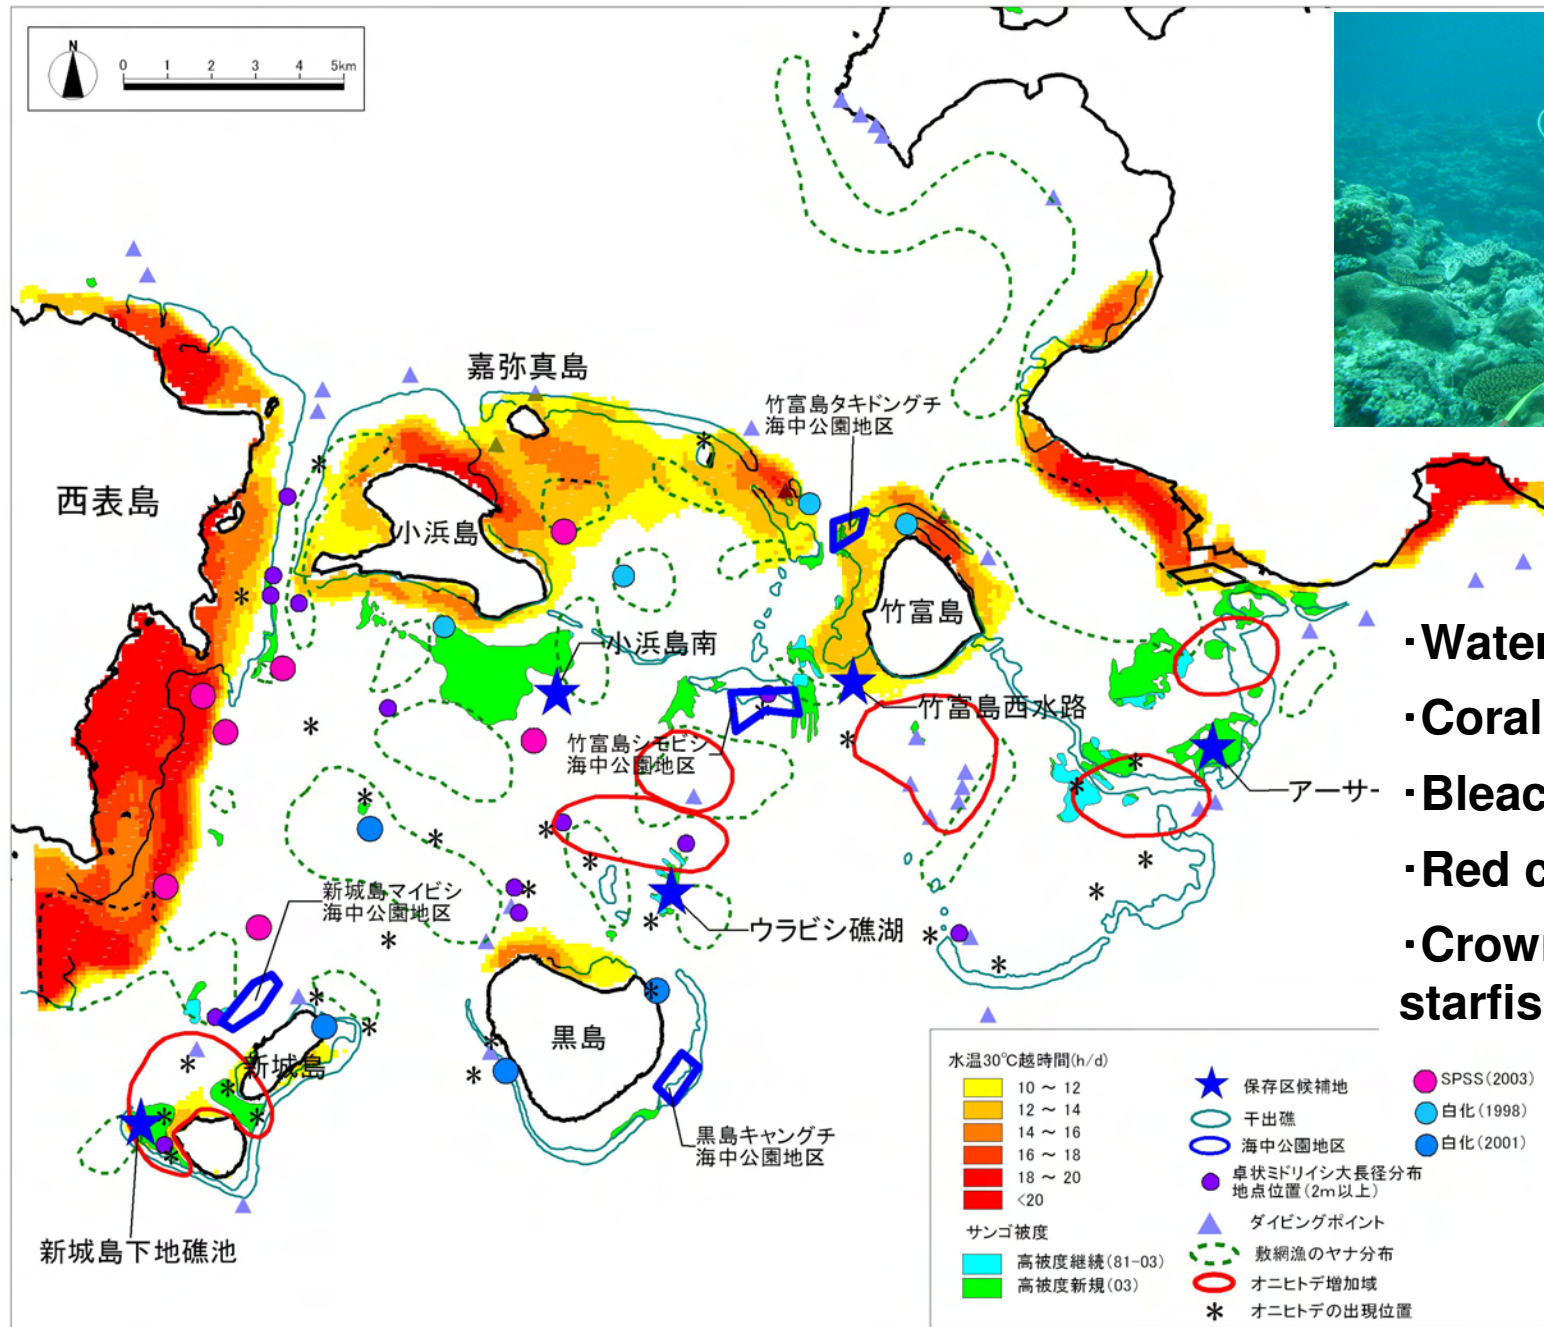 N
0 1 2 3 4 5km
嘉弥真島
竹富島タキドングチ
海中公園地区
西表島
小浜島
竹富島
小浜島南
竹富島西水路
竹富島シモビシ
海中公園地区
アーサー
新城島マイビシ
海中公園地区
ウラビシ礁湖
黒島
新城島
黒島キャングチ
海中公園地区
新城島下地礁池
・Water
・Coral
・Bleac
・Red c
・Crown
starfis
水温30℃越時間(h/d)
10 ～ 12
12 ～ 14
14 ～ 16
16 ～ 18
18 ～ 20
<20
サンゴ被度
高被度継続(81-03)
高被度新規(03)
保存区候補地
干出礁
海中公園地区
卓状ミドリイシ大長径分布
地点位置(2m以上)
ダイビングポイント
敷網漁のヤナ分布
オニヒトデ増加域
オニヒトデの出現位置
SPSS(2003)
白化(1998)
白化(2001)